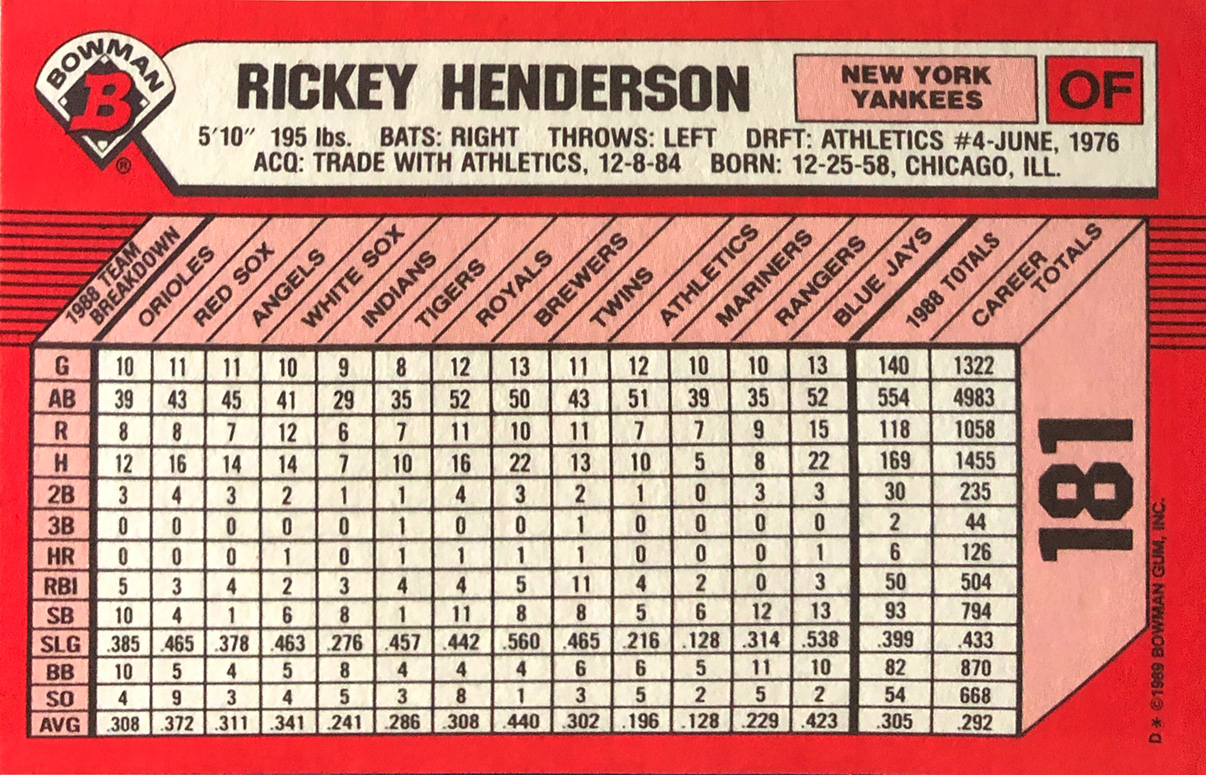 BOWMAN
B
®
RICKEY HENDERSON
NEW YORK
YANKEES
OF
5'10" 195 lbs. BATS: RIGHT THROWS: LEFT DRFT: ATHLETICS #4-JUNE, 1976
ACQ: TRADE WITH ATHLETICS, 12-8-84 BORN: 12-25-58, CHICAGO, ILL.
1988 TEAM
BREAKDOWN
ORIOLES
RED SOX
ANGELS
WHITE SOX
INDIANS
TIGERS
ROYALS
BREWERS
TWINS
ATHLETICS
MARINERS
RANGERS
BLUE JAYS
1988 TOTALS
CAREER
TOTALS
G 10 11 11 10 9 8 12 13 11 12 10 10 13 140 1322
AB 39 43 45 41 29 35 52 50 43 51 39 35 52 554 4983
R 8 8 7 12 6 7 11 10 11 7 7 9 15 118 1058
H 12 16 14 14 7 10 16 22 13 10 5 8 22 169 1455
2B 3 4 3 2 1 1 4 3 2 1 0 3 3 30 235
3B 0 0 0 0 0 1 0 0 1 0 0 0 0 2 44
HR 0 0 0 1 0 1 1 1 1 0 0 0 1 6 126
RBI 5 3 4 2 3 4 4 5 11 4 2 0 3 50 504
SB 10 4 1 6 8 1 11 8 8 5 6 12 13 93 794
SLG .385 .465 .378 .463 .276 .457 .442 .560 .465 .216 .128 .314 .538 .399 .433
BB 10 5 4 5 8 4 4 4 6 6 5 11 10 82 870
SO 4 9 3 4 5 3 8 1 3 5 2 5 2 54 668
AVG .308 .372 .311 .341 .241 .286 .308 .440 .302 .196 .128 .229 .423 .305 .292
181
D * ©1989 BOWMAN GUM, INC.